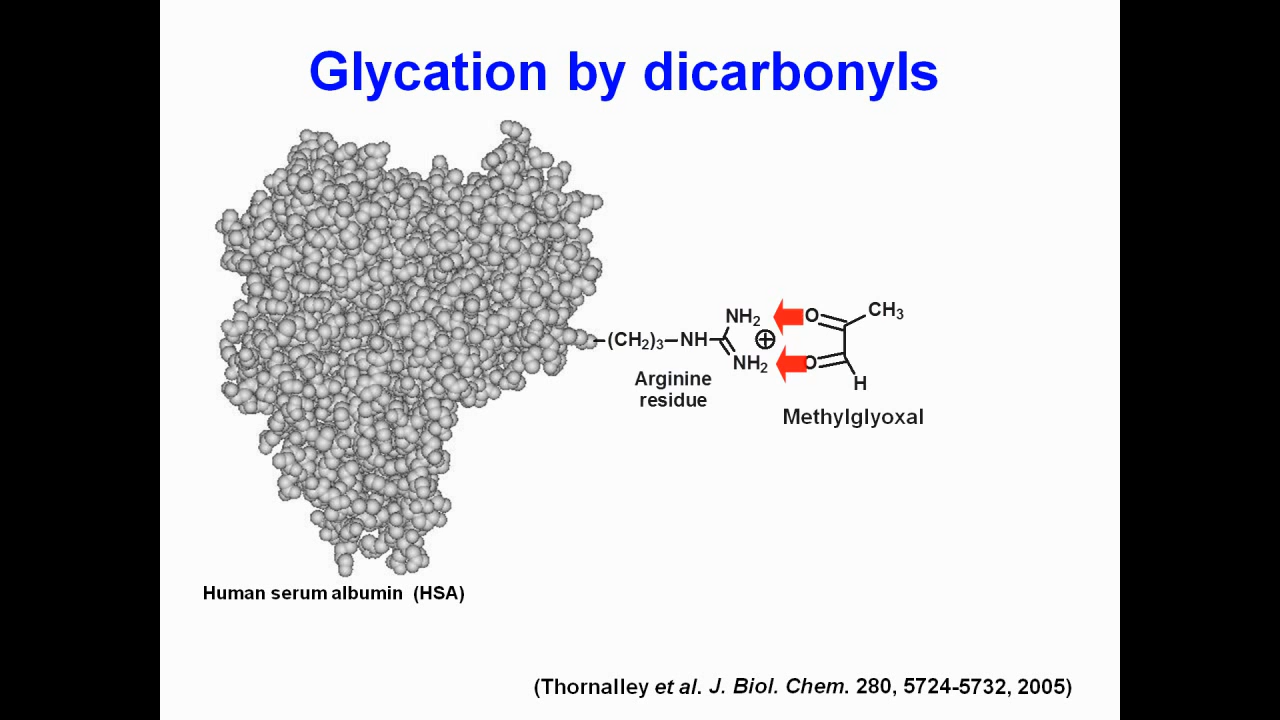 Glycation by dicarbonyls
–(CH₂)₃–NH
NH₂
NH₂
⊕
O
O
CH₃
H
Arginine
residue
Methylglyoxal
Human serum albumin (HSA)
(Thornalley et al. J. Biol. Chem. 280, 5724-5732, 2005)